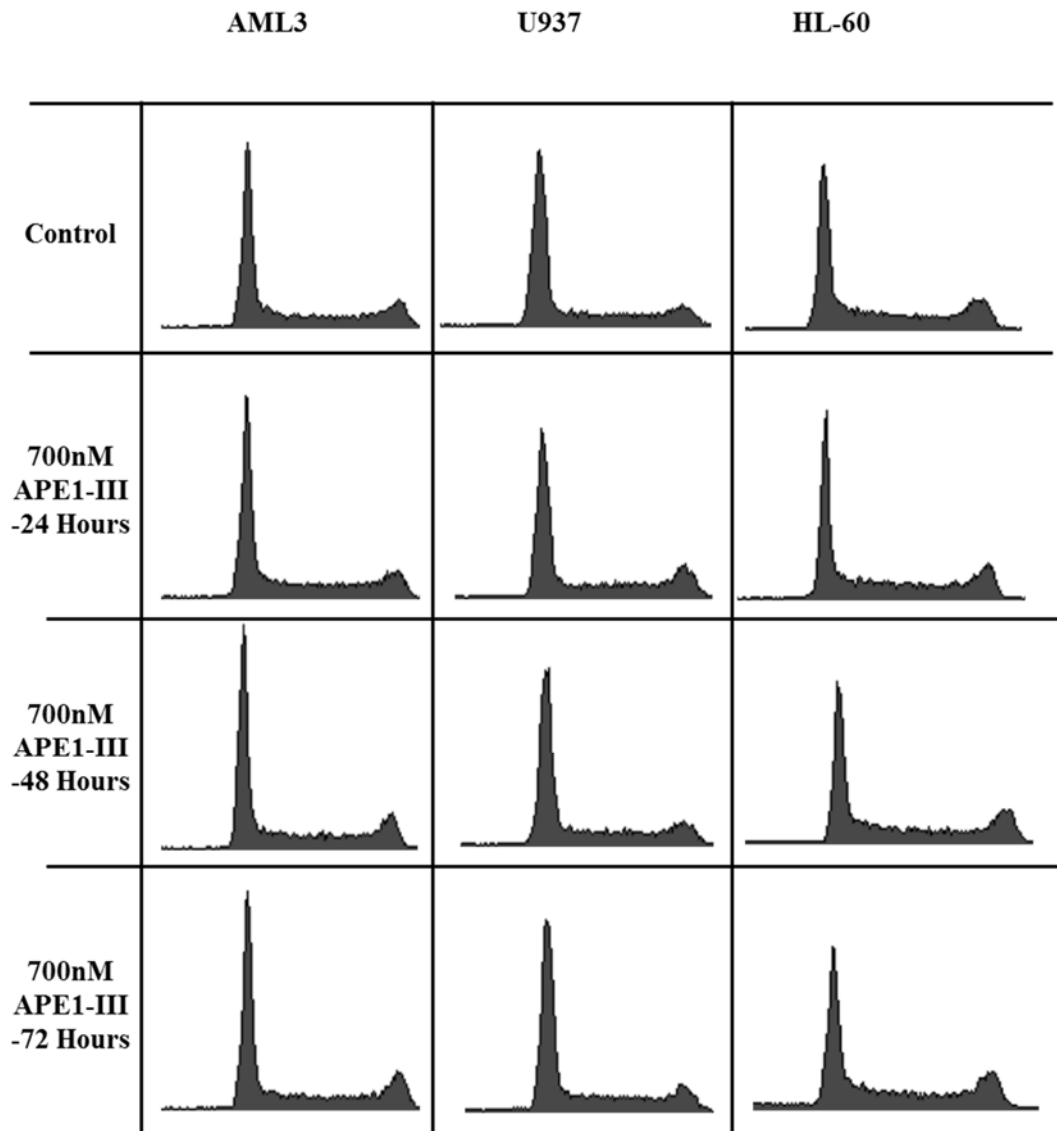 AML3 U937 HL-60
Control
700nM
APE1-III
-24 Hours
700nM
APE1-III
-48 Hours
700nM
APE1-III
-72 Hours